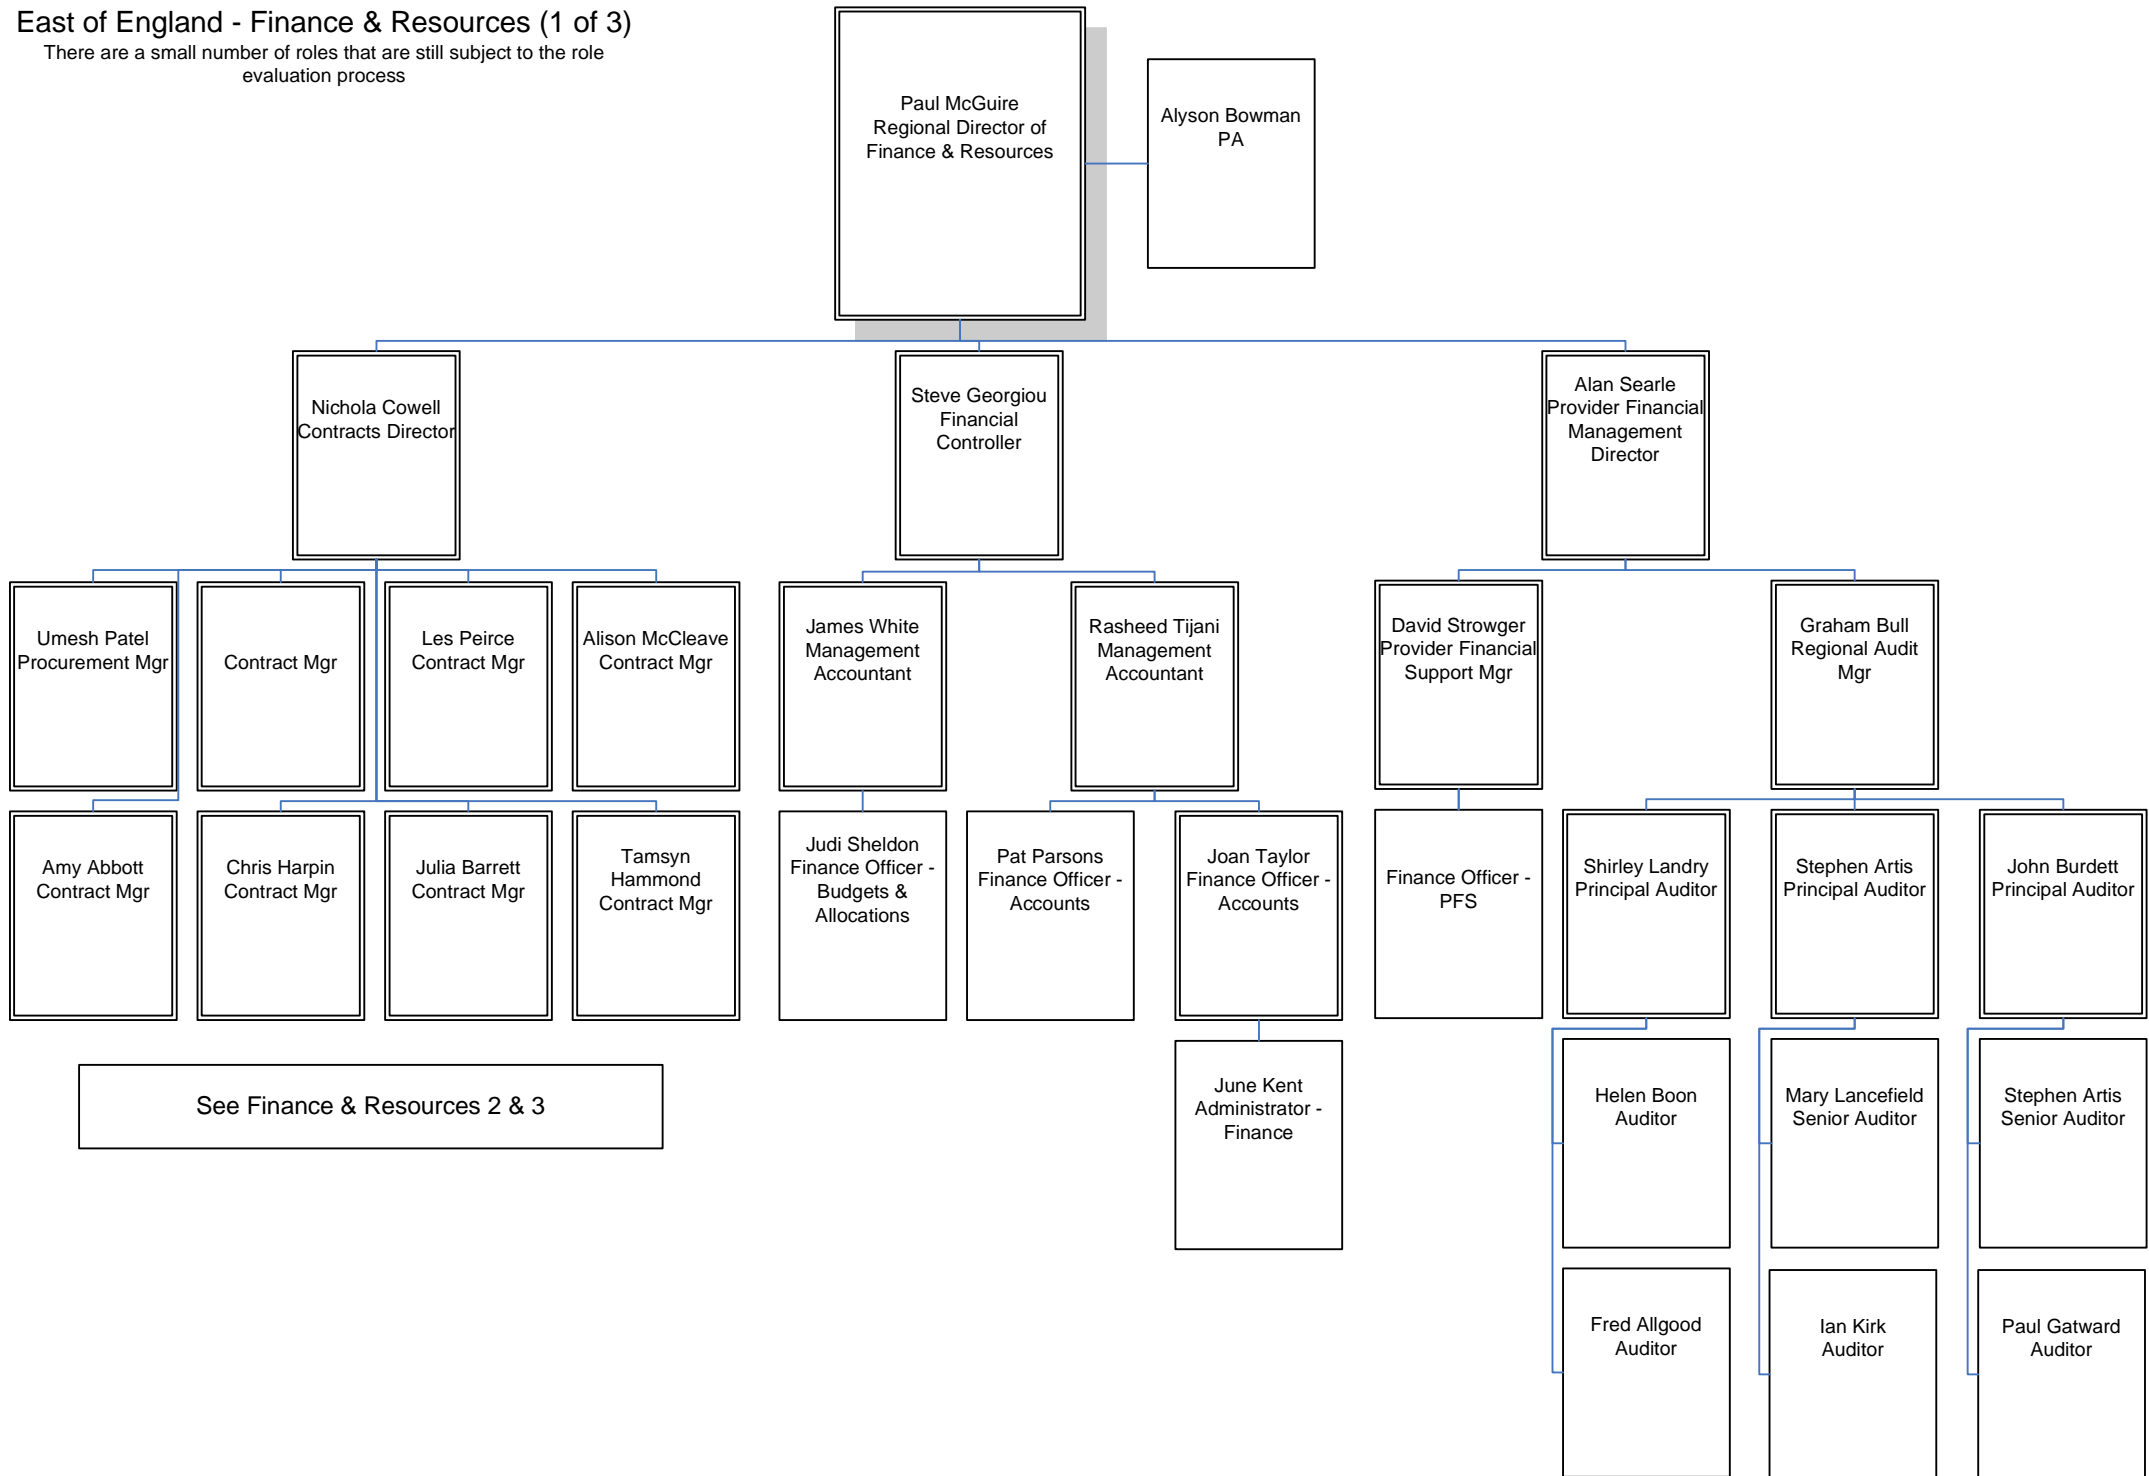 East of England - Finance & Resources (1 of 3)
There are a small number of roles that are still subject to the role
evaluation process
Paul McGuire
Regional Director of
Finance & Resources
Alyson Bowman
PA
Nichola Cowell
Contracts Director
Steve Georgiou
Financial
Controller
Alan Searle
Provider Financial
Management
Director
Umesh Patel
Procurement Mgr
Contract Mgr
Les Peirce
Contract Mgr
Alison McCleave
Contract Mgr
James White
Management
Accountant
Rasheed Tijani
Management
Accountant
David Strowger
Provider Financial
Support Mgr
Graham Bull
Regional Audit
Mgr
Amy Abbott
Contract Mgr
Chris Harpin
Contract Mgr
Julia Barrett
Contract Mgr
Tamsyn
Hammond
Contract Mgr
Judi Sheldon
Finance Officer -
Budgets &
Allocations
Pat Parsons
Finance Officer -
Accounts
Joan Taylor
Finance Officer -
Accounts
Finance Officer -
PFS
Shirley Landry
Principal Auditor
Stephen Artis
Principal Auditor
John Burdett
Principal Auditor
See Finance & Resources 2 & 3
June Kent
Administrator -
Finance
Helen Boon
Auditor
Mary Lancefield
Senior Auditor
Stephen Artis
Senior Auditor
Fred Allgood
Auditor
Ian Kirk
Auditor
Paul Gatward
Auditor